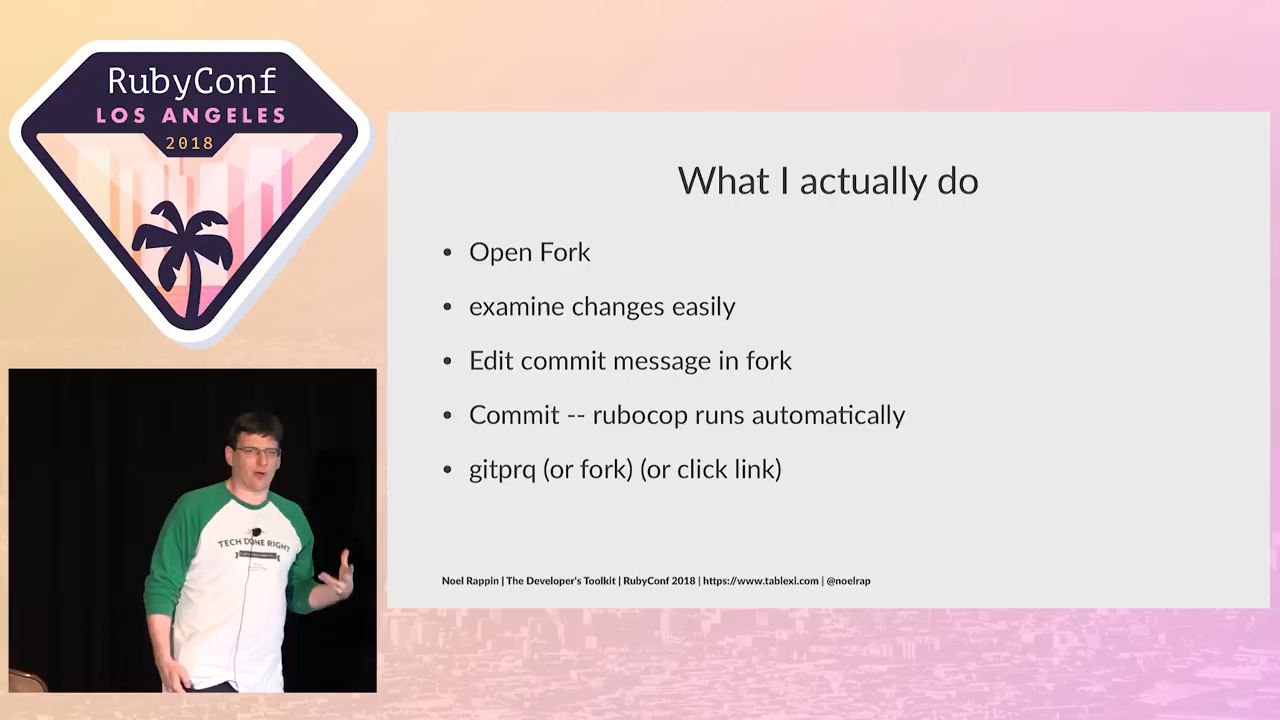 RubyConf
LOS ANGELES
2018
What I actually do
• Open Fork
• examine changes easily
• Edit commit message in fork
• Commit -- rubocop runs automatically
• gitprq (or fork) (or click link)
Noel Rappin | The Developer's Toolkit | RubyConf 2018 | https://www.tablexi.com | @noelrap
TECH DONE RIGHT